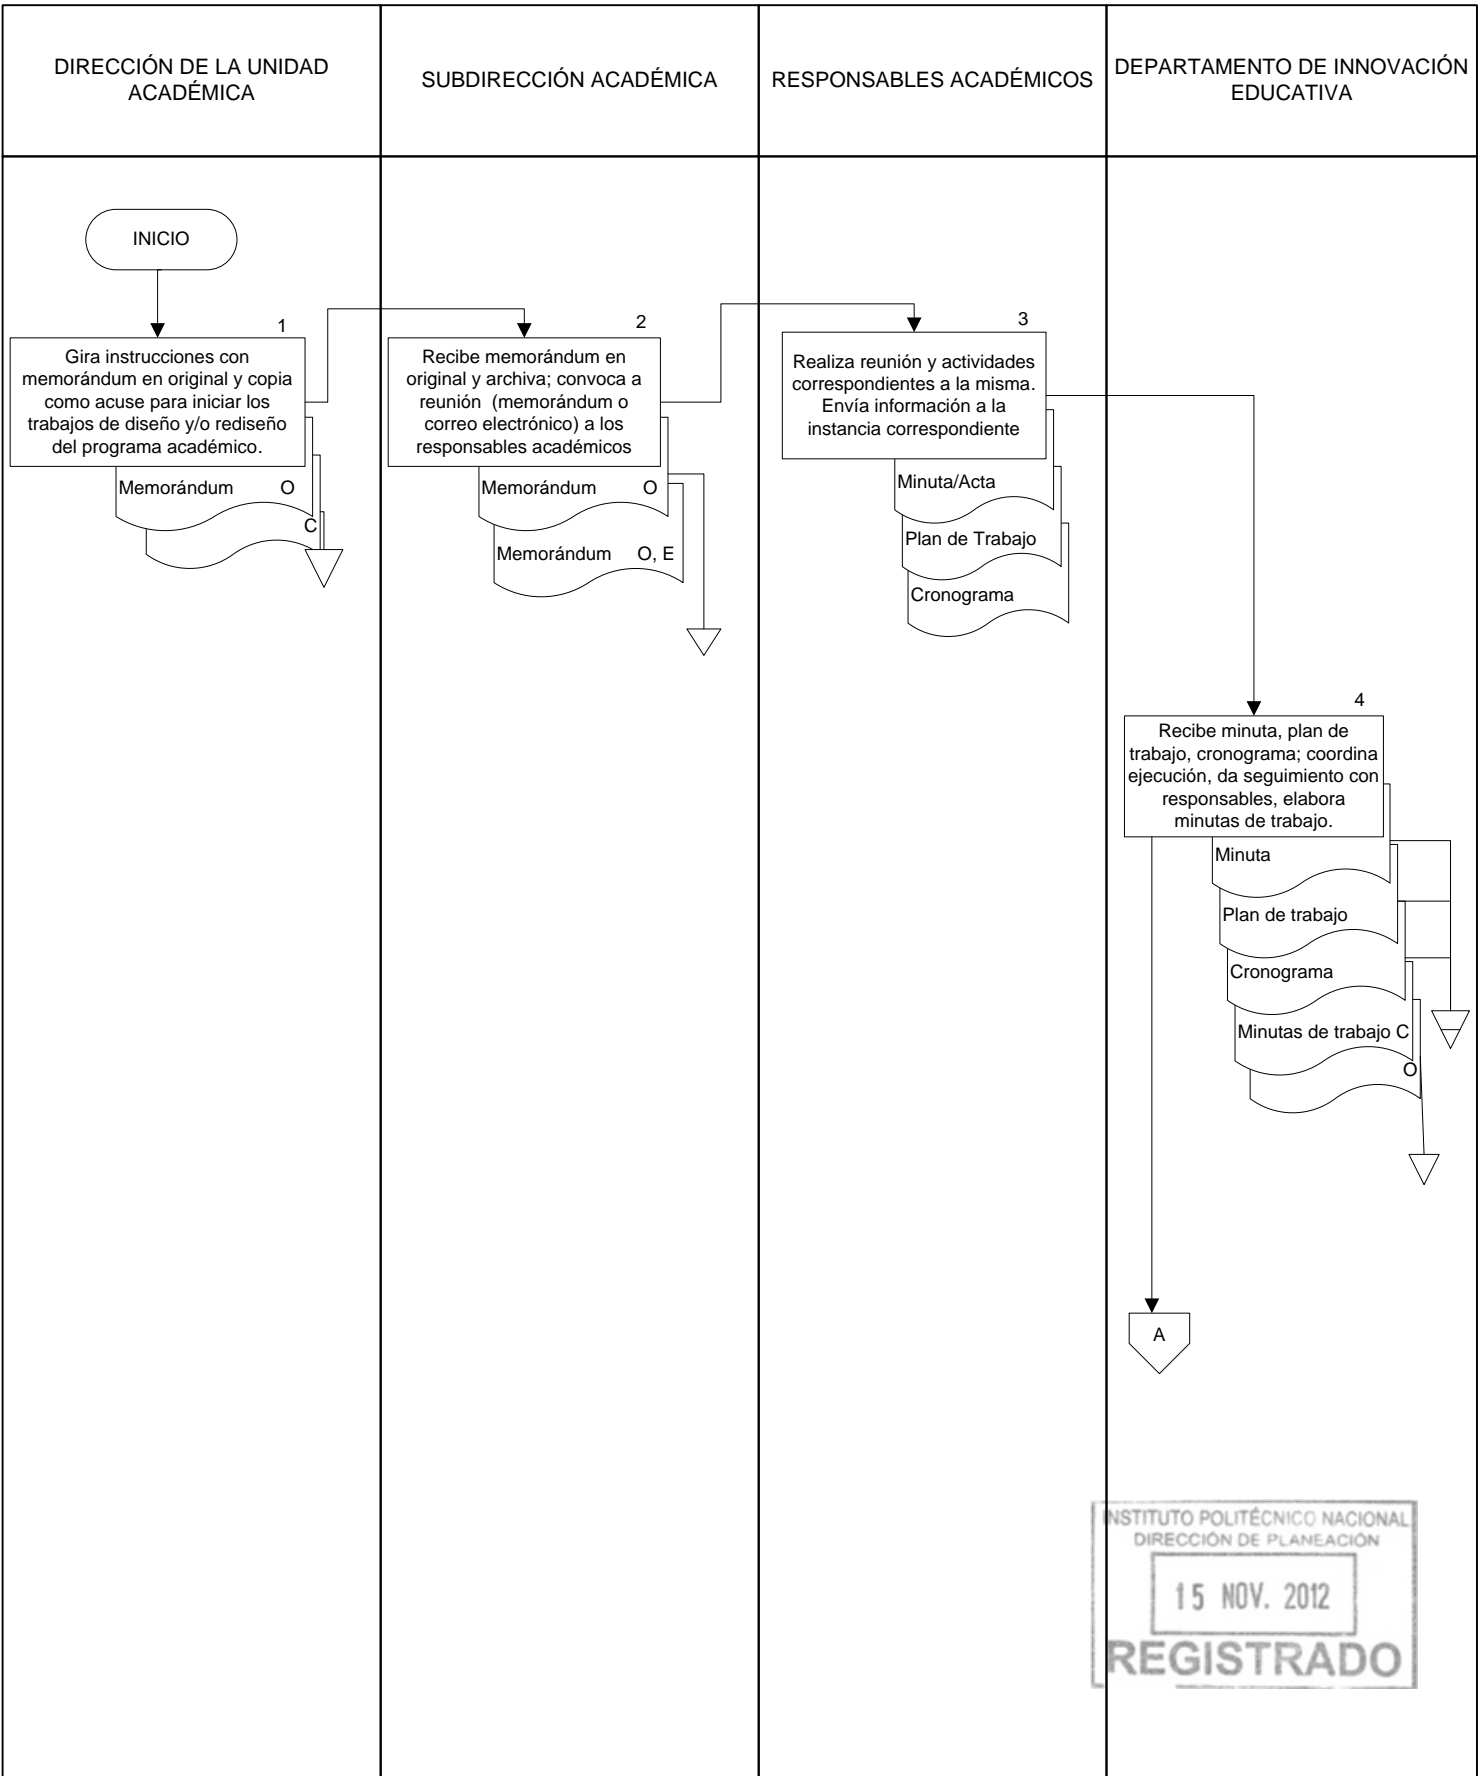 DIRECCIÓN DE LA UNIDAD
ACADÉMICA
SUBDIRECCIÓN ACADÉMICA
RESPONSABLES ACADÉMICOS
DEPARTAMENTO DE INNOVACIÓN
EDUCATIVA
INICIO
1
Gira instrucciones con
memorándum en original y copia
como acuse para iniciar los
trabajos de diseño y/o rediseño
del programa académico.
Memorándum O
C
2
Recibe memorándum en
original y archiva; convoca a
reunión (memorándum o
correo electrónico) a los
responsables académicos
Memorándum O
Memorándum O, E
3
Realiza reunión y actividades
correspondientes a la misma.
Envía información a la
instancia correspondiente
Minuta/Acta
Plan de Trabajo
Cronograma
4
Recibe minuta, plan de
trabajo, cronograma; coordina
ejecución, da seguimiento con
responsables, elabora
minutas de trabajo.
Minuta
Plan de trabajo
Cronograma
Minutas de trabajo C
O
A
INSTITUTO POLITÉCNICO NACIONAL
DIRECCIÓN DE PLANEACIÓN
15 NOV. 2012
REGISTRADO